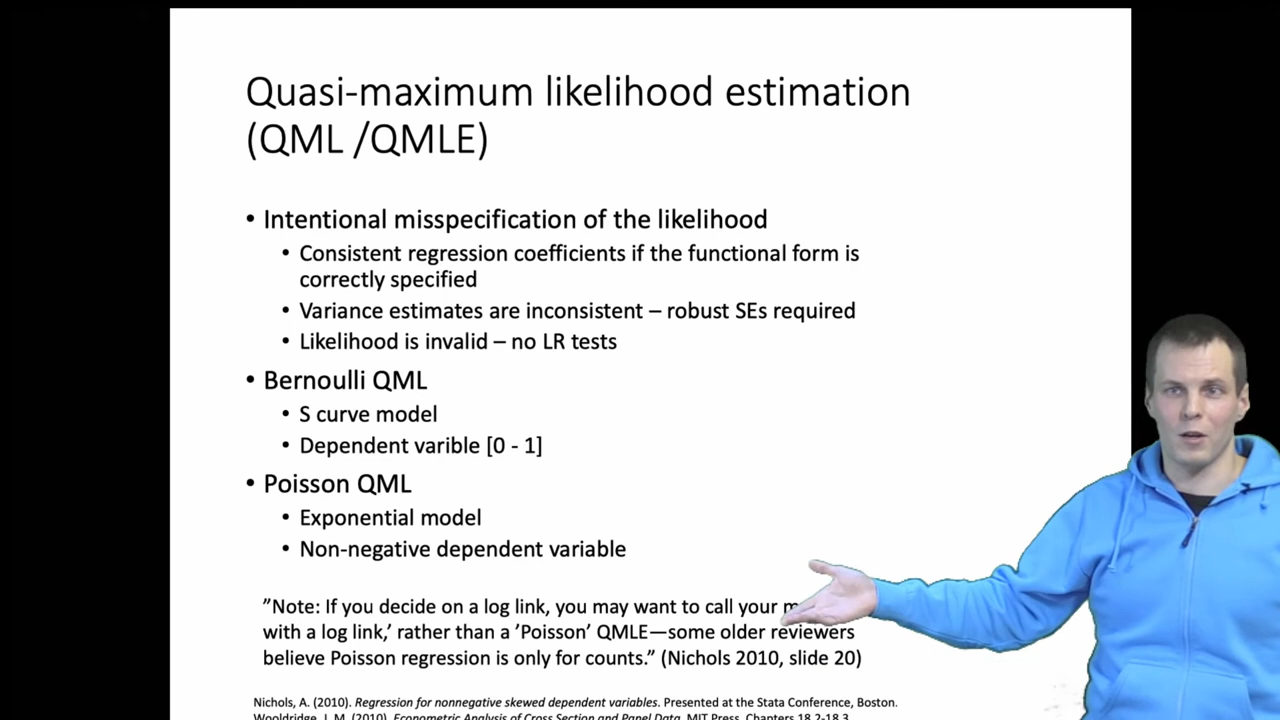 Quasi-maximum likelihood estimation
(QML /QMLE)
• Intentional misspecification of the likelihood
• Consistent regression coefficients if the functional form is
correctly specified
• Variance estimates are inconsistent – robust SEs required
• Likelihood is invalid – no LR tests
• Bernoulli QML
• S curve model
• Dependent varible [0 - 1]
• Poisson QML
• Exponential model
• Non-negative dependent variable
”Note: If you decide on a log link, you may want to call your
with a log link,’ rather than a ’Poisson’ QMLE—some older reviewers
believe Poisson regression is only for counts.” (Nichols 2010, slide 20)
Nichols, A. (2010). Regression for nonnegative skewed dependent variables. Presented at the Stata Conference, Boston.
Wooldridge, J. M. (2010). Econometric Analysis of Cross Section and Panel Data. MIT Press. Chapters 18.2-18.3